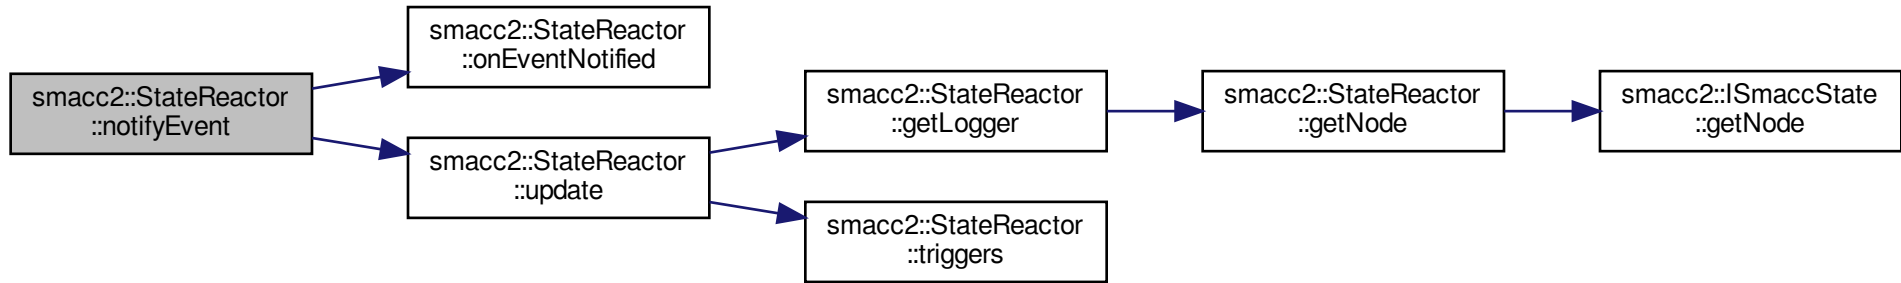 smacc2::StateReactor
::notifyEvent
smacc2::StateReactor
::onEventNotified
smacc2::StateReactor
::update
smacc2::StateReactor
::getLogger
smacc2::StateReactor
::triggers
smacc2::StateReactor
::getNode
smacc2::ISmaccState
::getNode